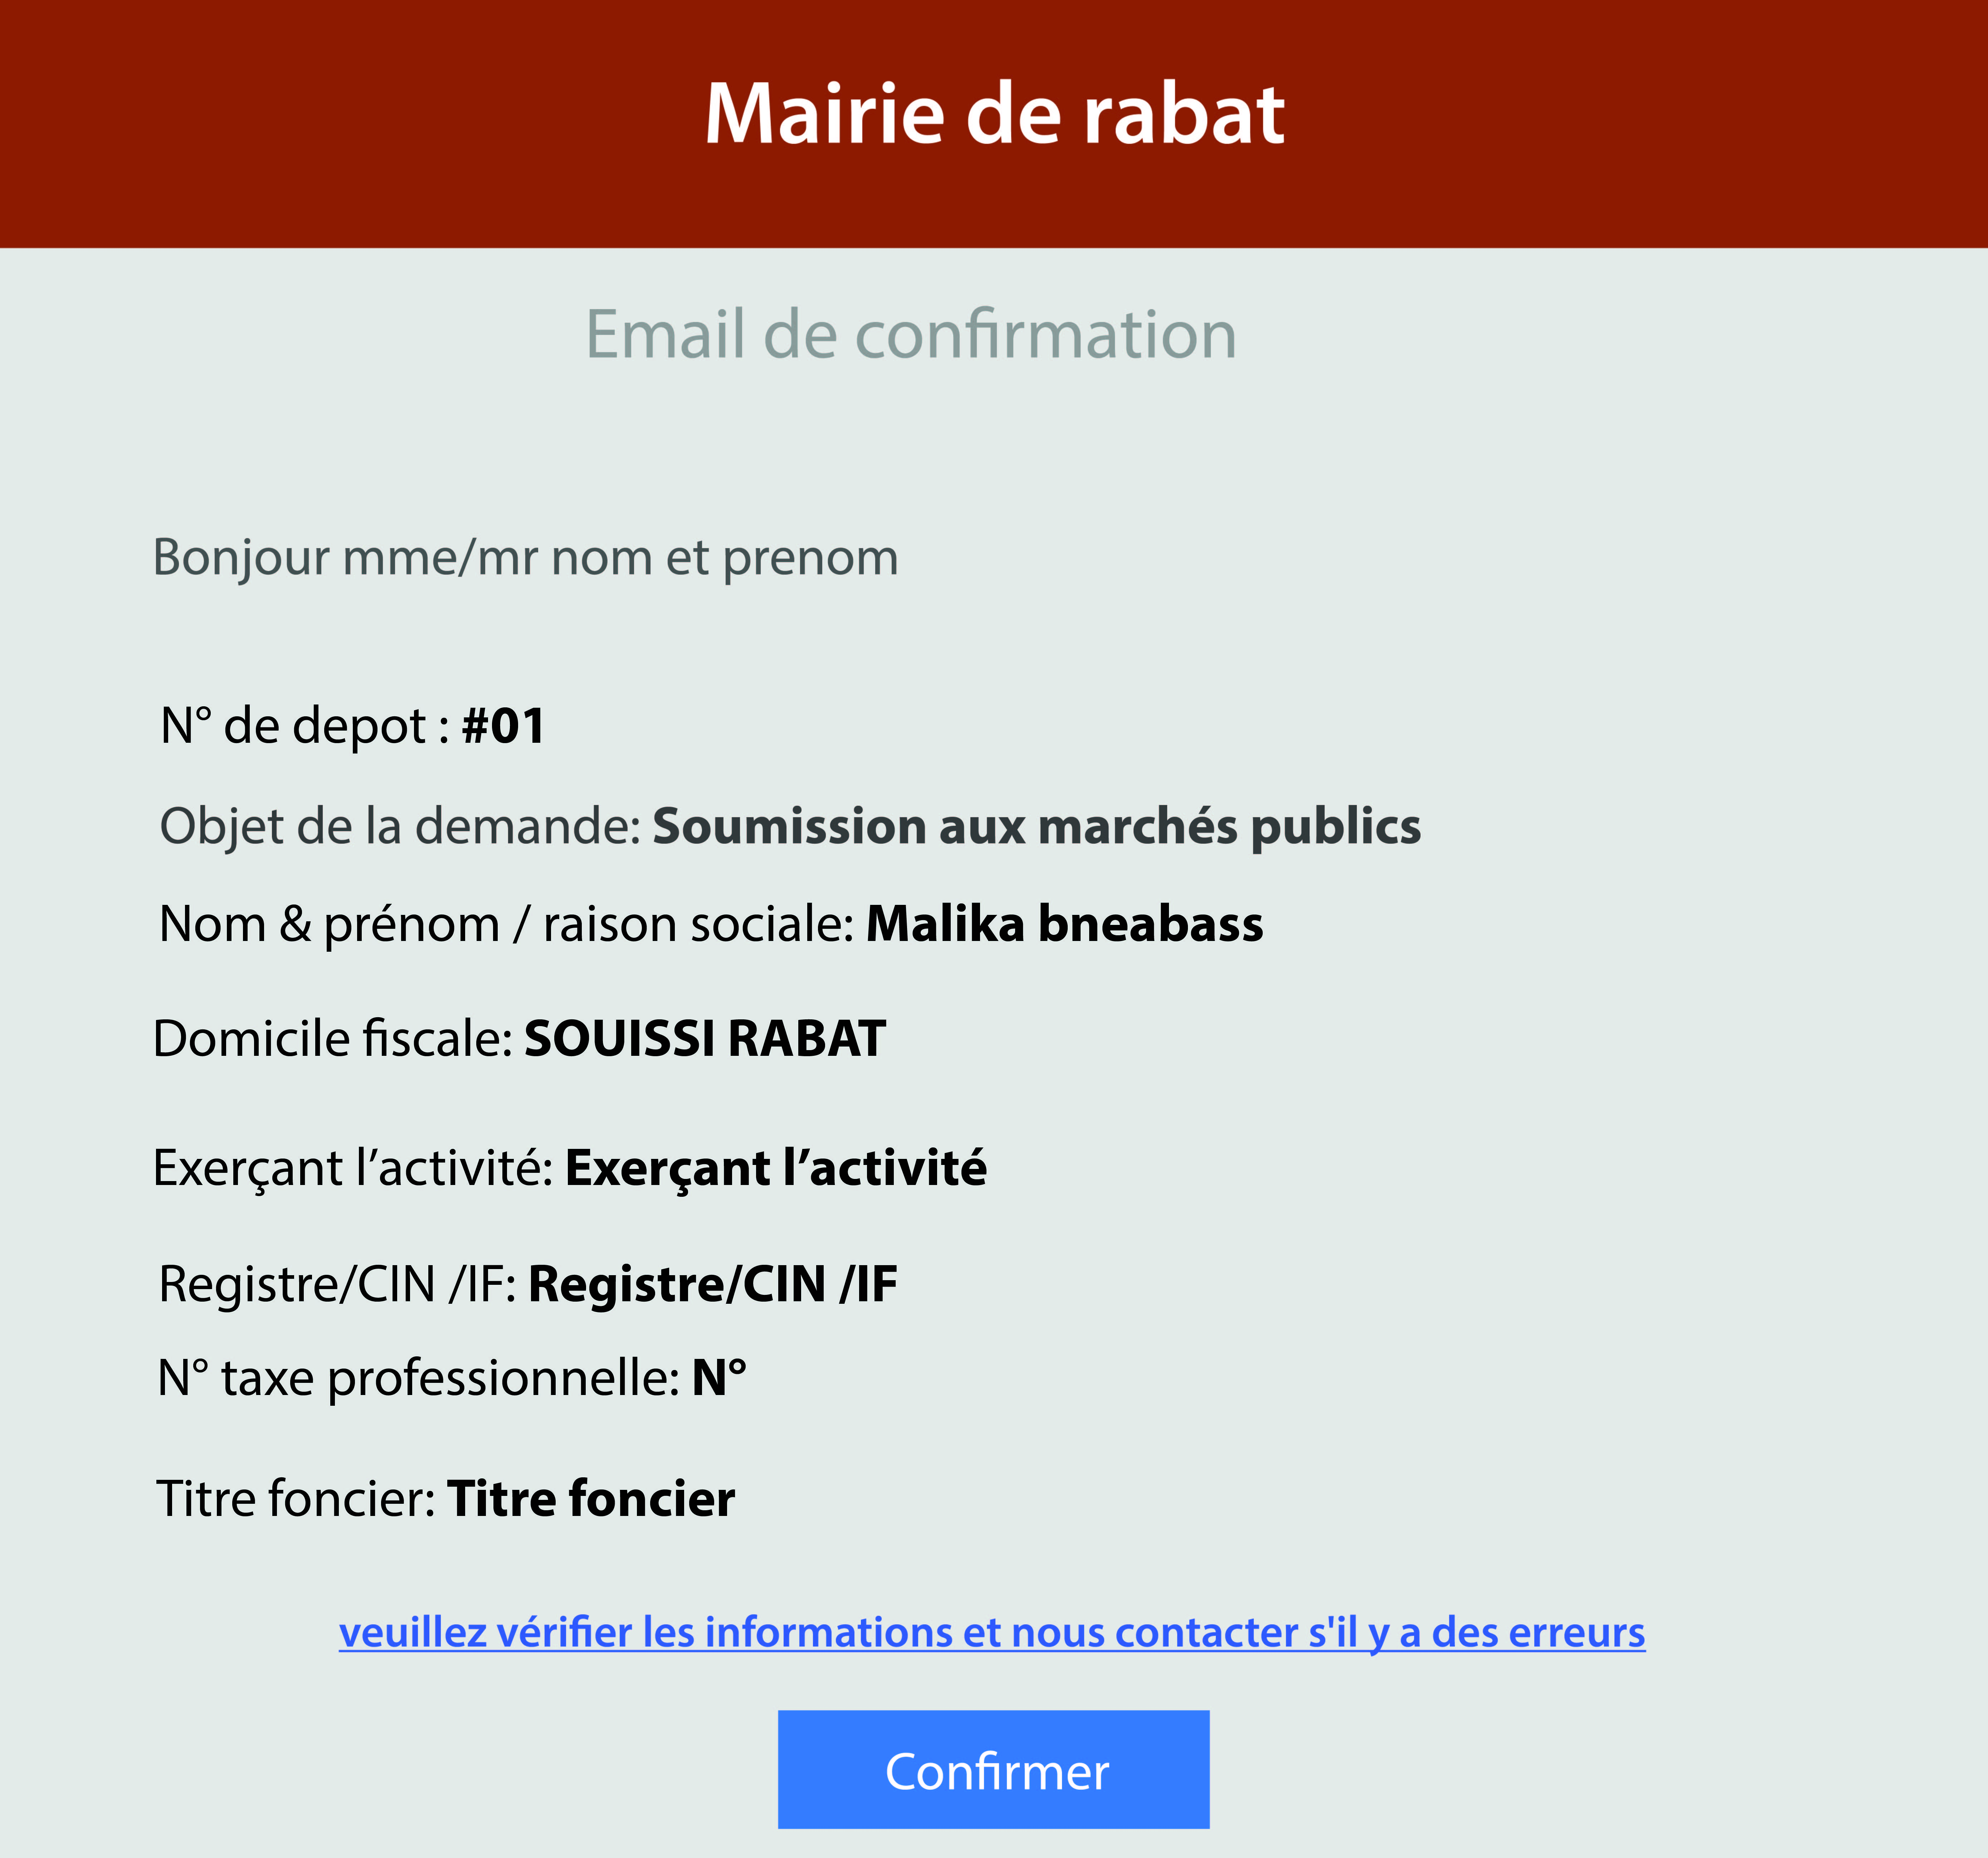 Mairie de rabat
Email de confirmation
Bonjour mme/mr nom et prenom
N° de depot : #01
Objet de la demande: Soumission aux marchés publics
Nom & prénom / raison sociale: Malika bneabass
Domicile fiscale: SOUISSI RABAT
Exerçant l’activité: Exerçant l’activité
Registre/CIN /IF: Registre/CIN /IF
N° taxe professionnelle: N°
Titre foncier: Titre foncier
veuillez vérifier les informations et nous contacter s'il y a des erreurs
Confirmer